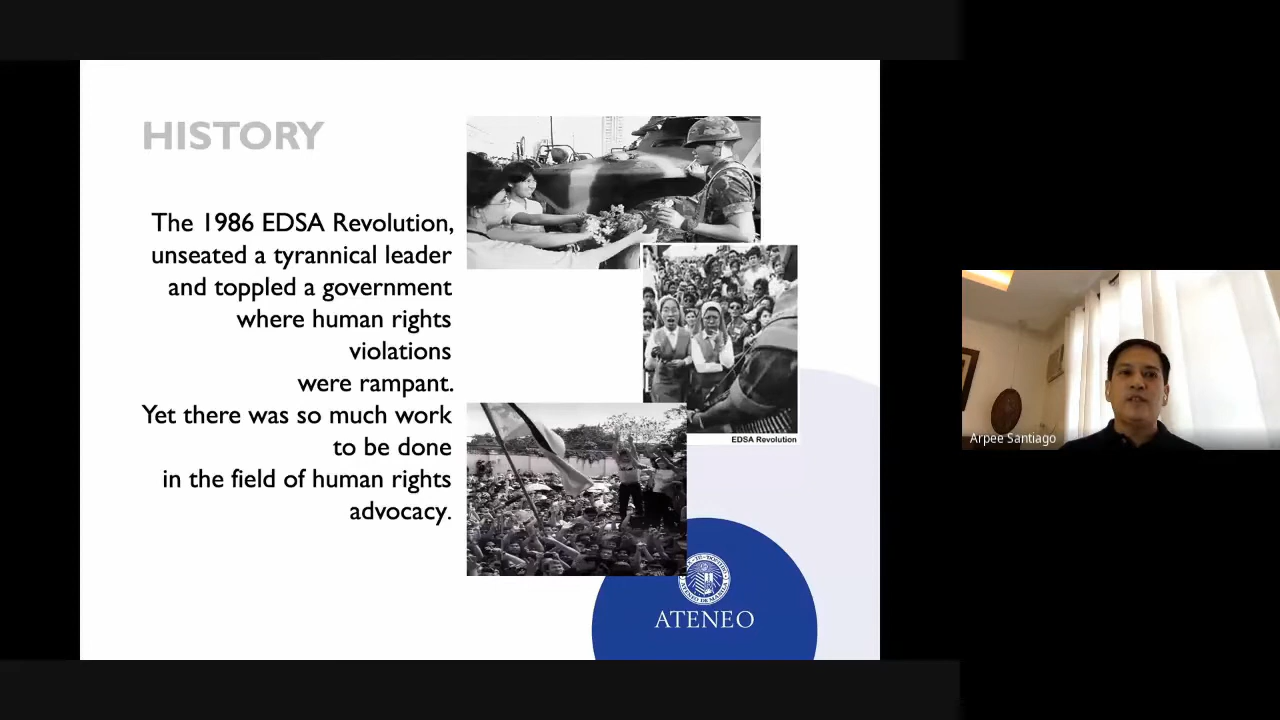 HISTORY
The 1986 EDSA Revolution,
unseated a tyrannical leader
and toppled a government
where human rights
violations
were rampant.
Yet there was so much work
to be done
in the field of human rights
advocacy.
EDSA Revolution
ATENEO
Arpee Santiago